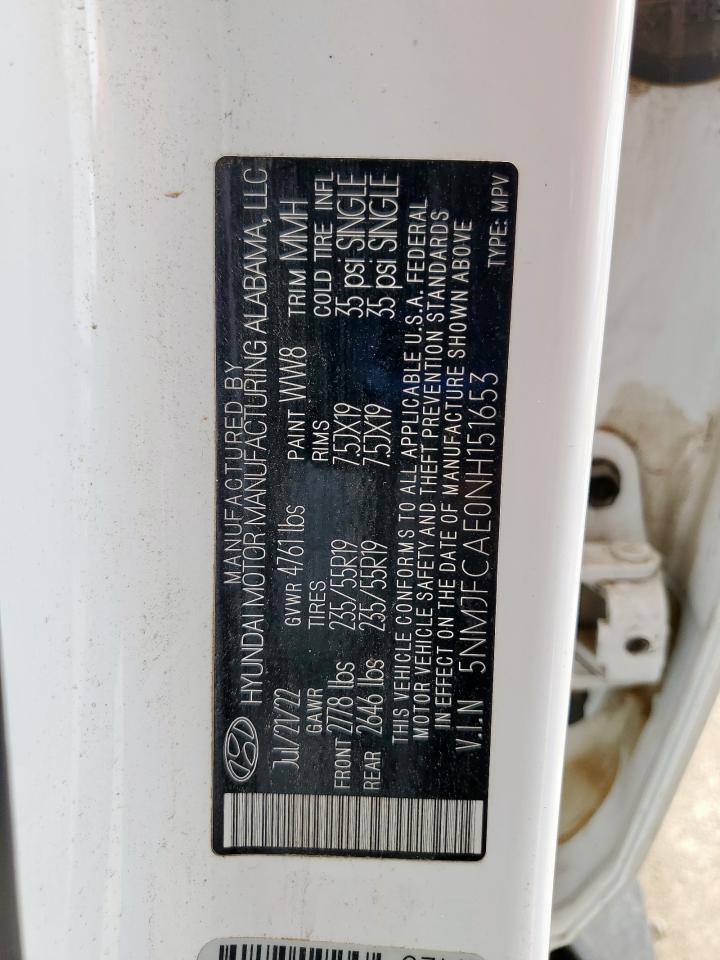 MANUFACTURED BY
HYUNDAI MOTOR MANUFACTURING ALABAMA, LLC
Jul/21/22 GVWR 4761 lbs PAINT WW8 TRIM MMH
GAWR TIRES RIMS COLD TIRE INFL
FRONT 2778 lbs 235/55R19 7.5JX19 35 psi SINGLE
REAR 2646 lbs 235/55R19 7.5JX19 35 psi SINGLE
THIS VEHICLE CONFORMS TO ALL APPLICABLE U.S.A. FEDERAL
MOTOR VEHICLE SAFETY AND THEFT PREVENTION STANDARDS
IN EFFECT ON THE DATE OF MANUFACTURE SHOWN ABOVE
V.I.N 5NMJFCAE0NH151653 TYPE: MPV